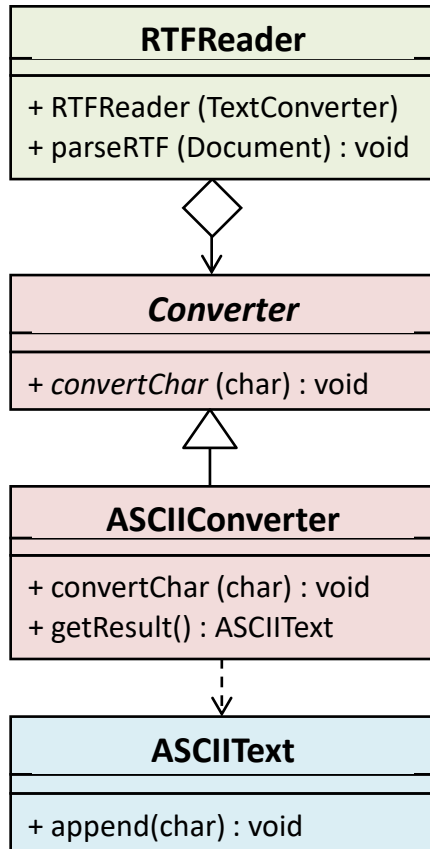 RTFReader
+ RTFReader (TextConverter)
+ parseRTF (Document) : void
Converter
+ convertChar (char) : void
ASCIIConverter
+ convertChar (char) : void
+ getResult() : ASCIIText
ASCIIText
+ append(char) : void